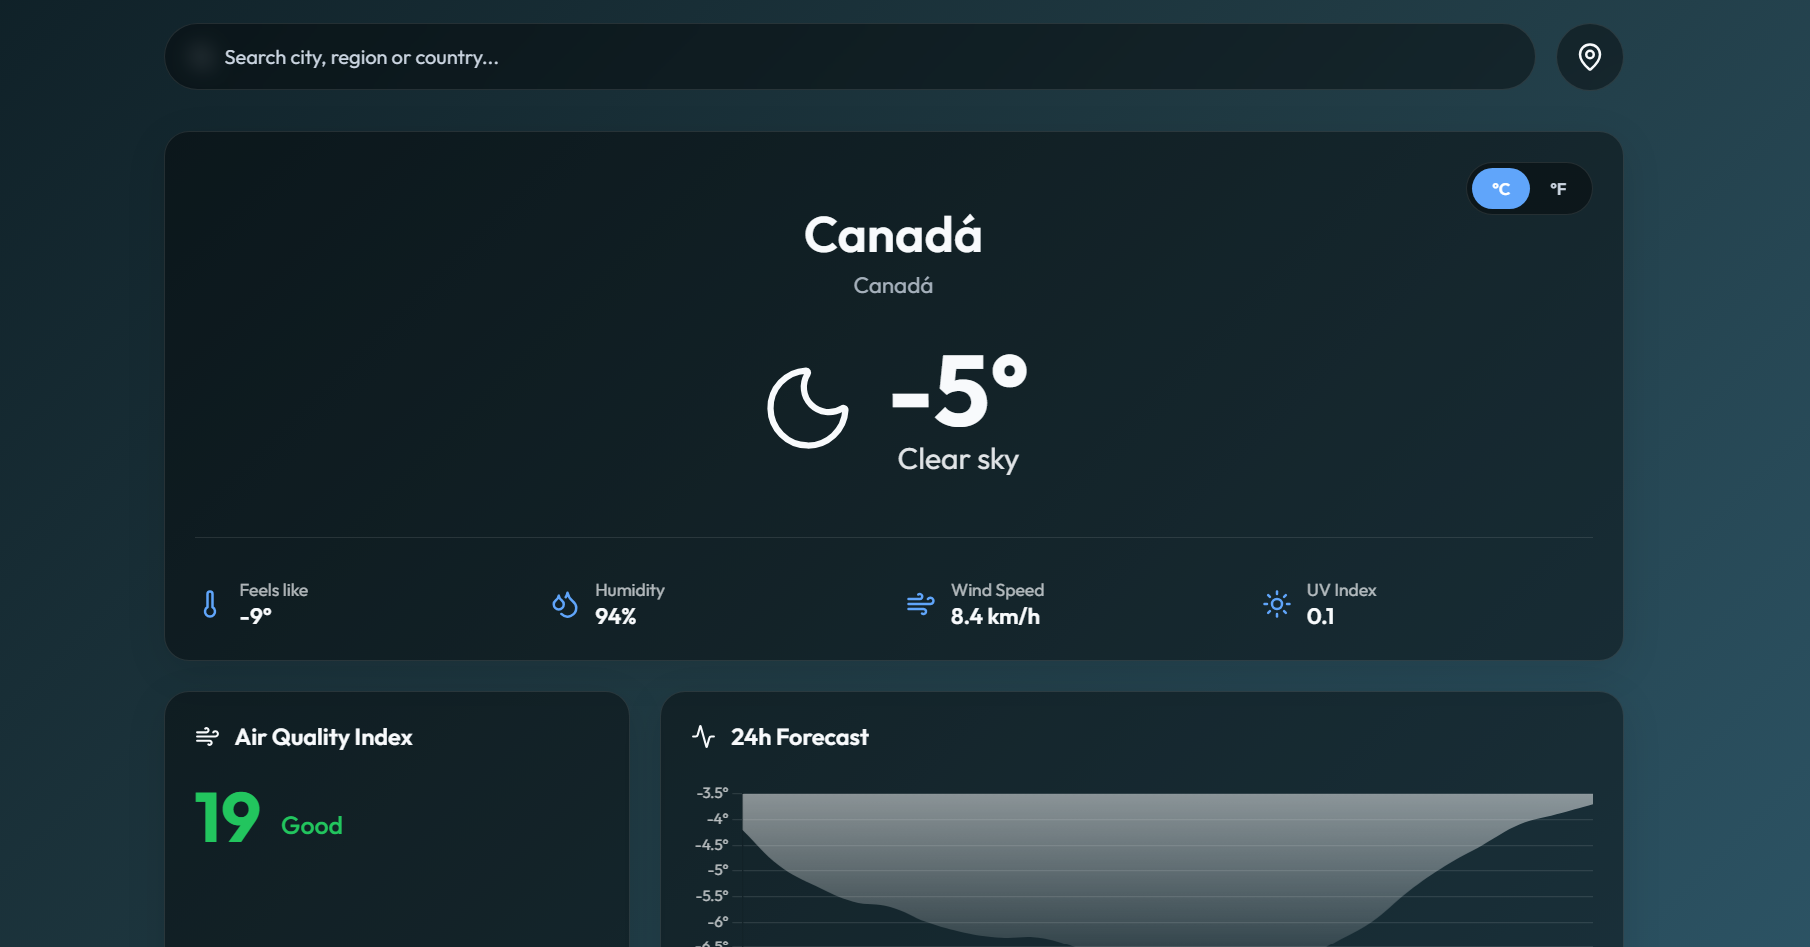 Search city, region or country...
°C °F
Canadá
Canadá
-5°
Clear sky
Feels like
-9°
Humidity
94%
Wind Speed
8.4 km/h
UV Index
0.1
Air Quality Index
19 Good
24h Forecast
-3.5°
-4°
-4.5°
-5°
-5.5°
-6°
-6.5°